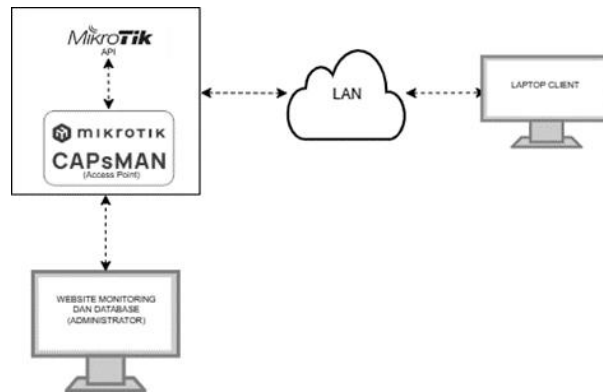 MikroTik
API
mikrotik
CAPsMAN
(Access Point)
LAN
LAPTOP CLIENT
WEBSITE MONITORING
DAN DATABASE
(ADMINISTRATOR)